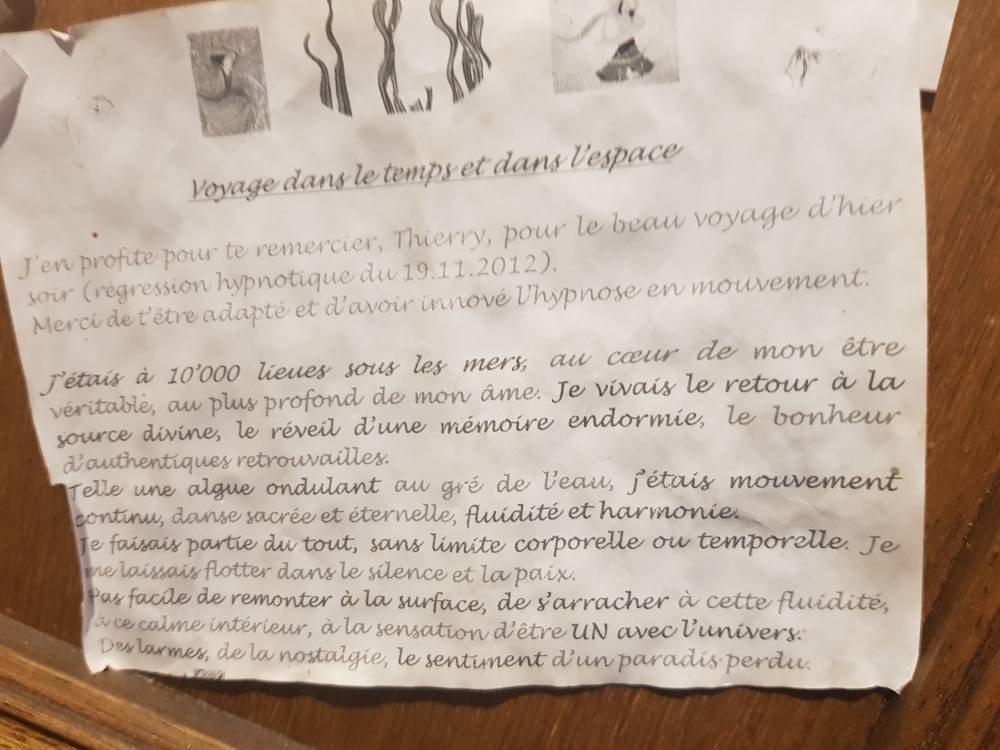 Voyage dans le temps et dans l'espace
J'en profite pour te remercier, Thierry, pour le beau voyage d'hier
soir (régression hypnotique du 19.11.2012).
Merci de t'être adapté et d'avoir innové l'hypnose en mouvement.
J'étais à 10'000 lieues sous les mers, au cœur de mon être
véritable, au plus profond de mon âme. Je vivais le retour à la
source divine, le réveil d'une mémoire endormie, le bonheur
d'authentiques retrouvailles.
Telle une algue ondulant au gré de l'eau, j'étais mouvement
continu, danse sacrée et éternelle, fluidité et harmonie.
Je faisais partie du tout, sans limite corporelle ou temporelle. Je
me laissais flotter dans le silence et la paix.
Pas facile de remonter à la surface, de s'arracher à cette fluidité,
à ce calme intérieur, à la sensation d'être UN avec l'univers.
Des larmes, de la nostalgie, le sentiment d'un paradis perdu.